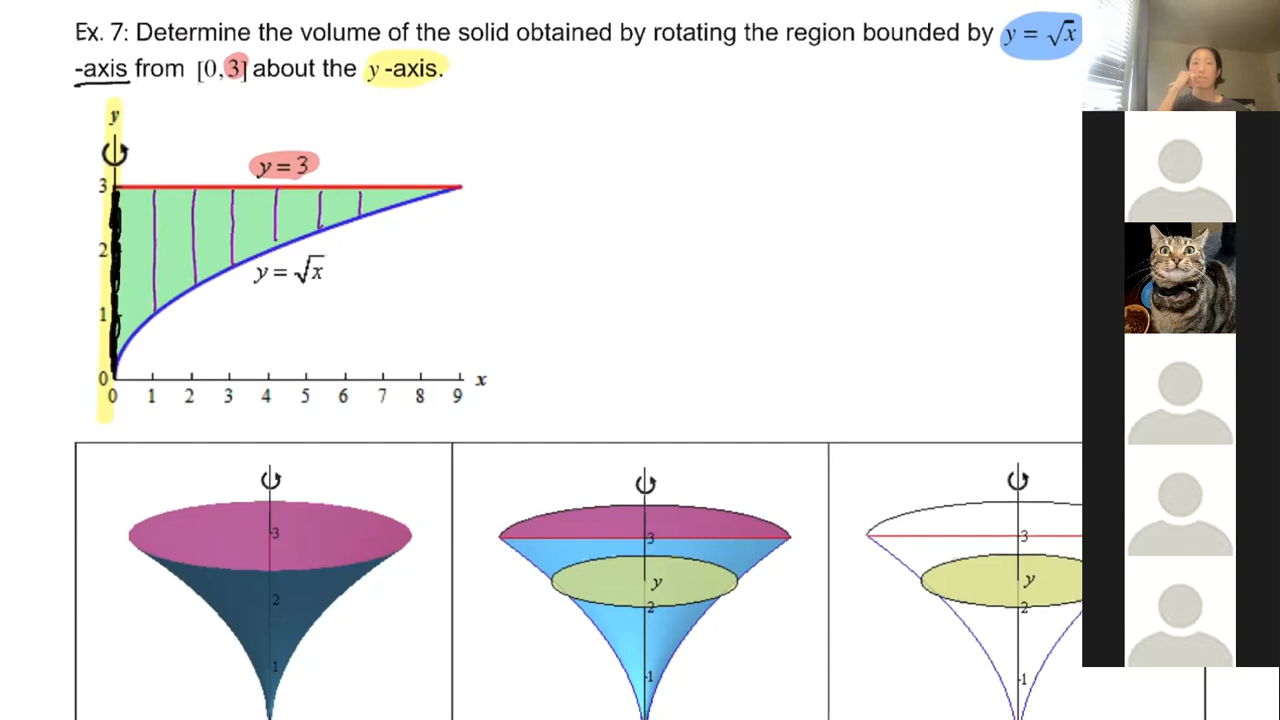 Ex. 7: Determine the volume of the solid obtained by rotating the region bounded by y = √x
-axis from [0,3] about the y-axis.
y
y = 3
3
2
y = √x
1
0
0 1 2 3 4 5 6 7 8 9 x
3
2
1
3
y
2
1
3
y
2
1